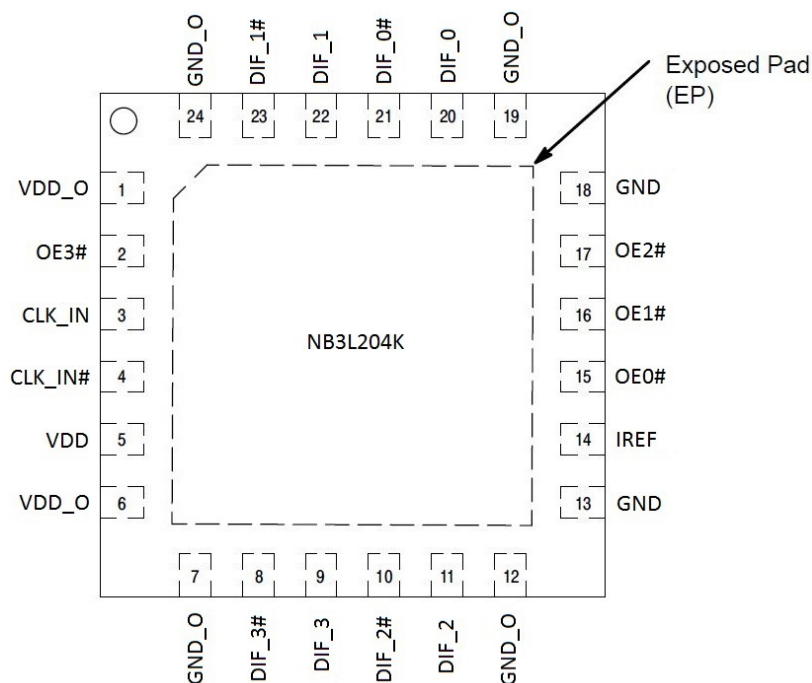 GND_O
DIF_1#
DIF_1
DIF_0#
DIF_0
GND_O
Exposed Pad
(EP)
24
23
22
21
20
19
VDD_O 1
18 GND
OE3# 2
17 OE2#
CLK_IN 3
16 OE1#
NB3L204K
CLK_IN# 4
15 OE0#
VDD 5
14 IREF
VDD_O 6
13 GND
7
8
9
10
11
12
GND_O
DIF_3#
DIF_3
DIF_2#
DIF_2
GND_O